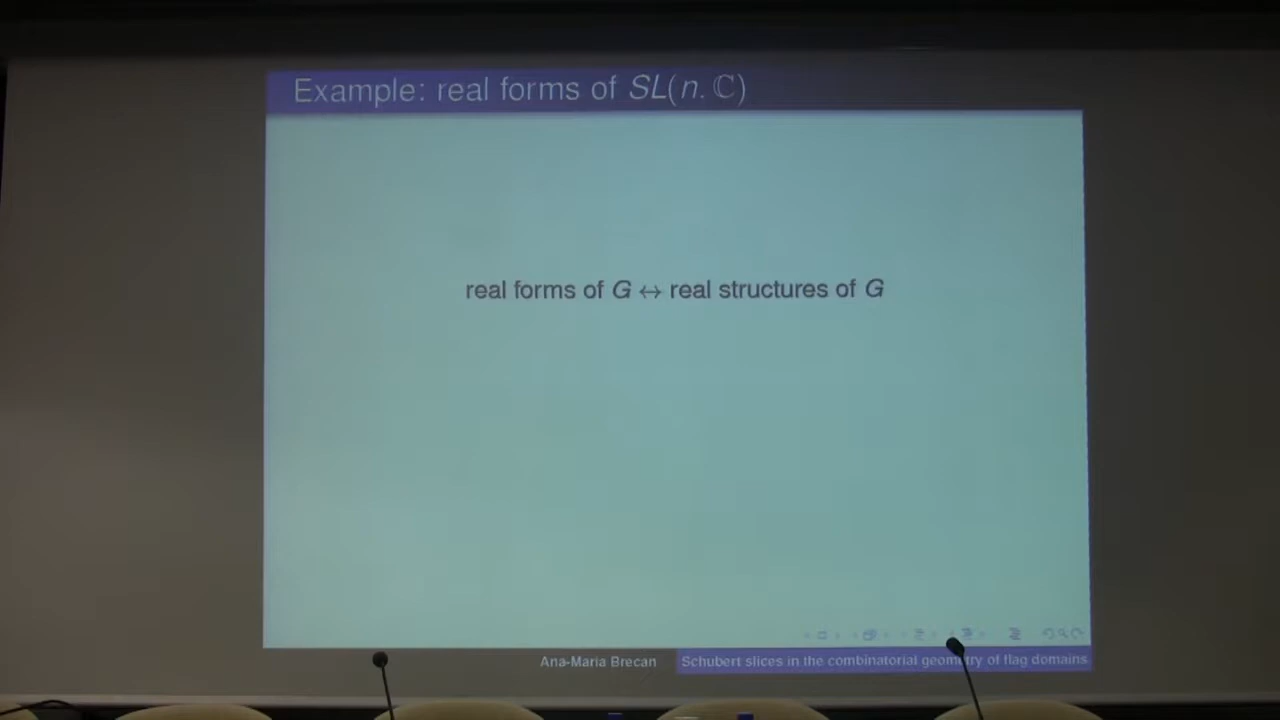 Example: real forms of SL(n, ℂ)
real forms of G ↔ real structures of G
Ana-Maria Brecan
Schubert slices in the combinatorial geometry of flag domains